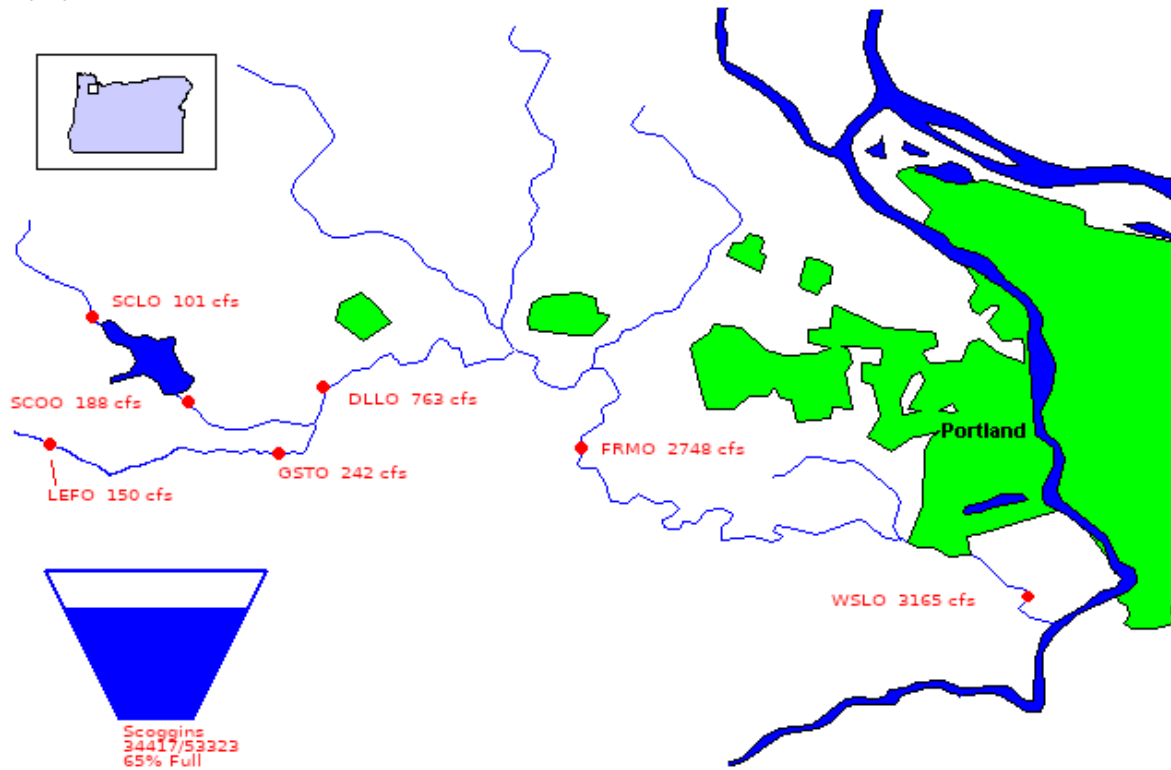 SCLO 101 cfs
SCOO 188 cfs
DLLO 763 cfs
Portland
FRMO 2748 cfs
GSTO 242 cfs
LEFO 150 cfs
WSLO 3165 cfs
Scoggins
34417/53323
65% Full